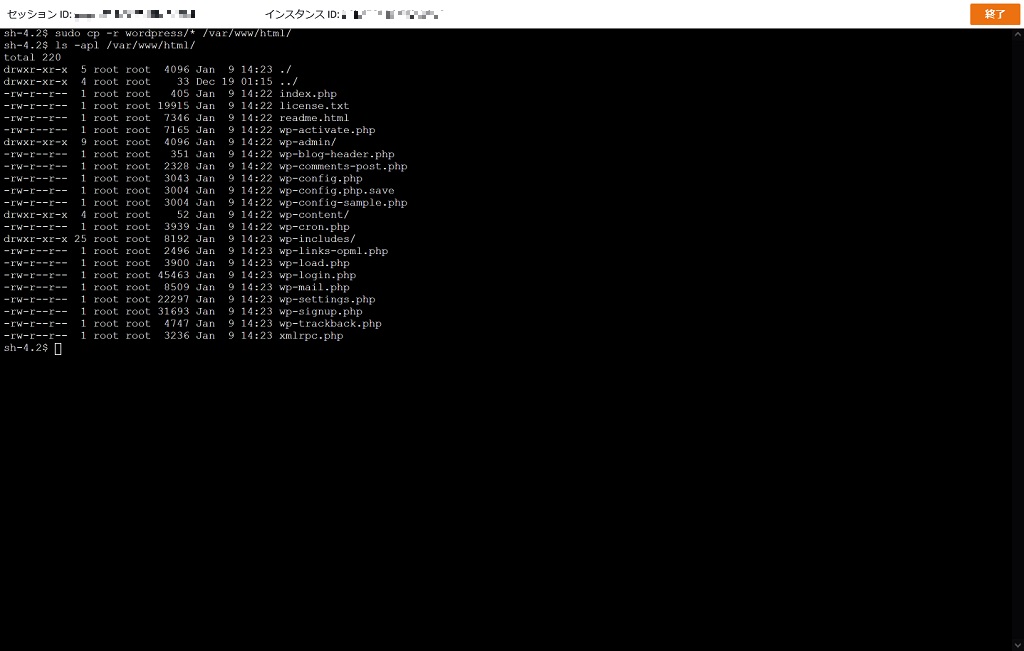 セッション ID:
インスタンス ID:
終了
sh-4.2$ sudo cp -r wordpress/* /var/www/html/
sh-4.2$ ls -apl /var/www/html/
total 220
drwxr-xr-x  5 root root  4096 Jan  9 14:23 ./
drwxr-xr-x  4 root root    33 Dec 19 01:15 ../
-rw-r--r--  1 root root   405 Jan  9 14:22 index.php
-rw-r--r--  1 root root 19915 Jan  9 14:22 license.txt
-rw-r--r--  1 root root  7346 Jan  9 14:22 readme.html
-rw-r--r--  1 root root  7165 Jan  9 14:22 wp-activate.php
drwxr-xr-x  9 root root  4096 Jan  9 14:22 wp-admin/
-rw-r--r--  1 root root   351 Jan  9 14:22 wp-blog-header.php
-rw-r--r--  1 root root  2328 Jan  9 14:22 wp-comments-post.php
-rw-r--r--  1 root root  3043 Jan  9 14:22 wp-config.php
-rw-r--r--  1 root root  3004 Jan  9 14:22 wp-config.php.save
-rw-r--r--  1 root root  3004 Jan  9 14:22 wp-config-sample.php
drwxr-xr-x  4 root root    52 Jan  9 14:22 wp-content/
-rw-r--r--  1 root root  3939 Jan  9 14:22 wp-cron.php
drwxr-xr-x 25 root root  8192 Jan  9 14:23 wp-includes/
-rw-r--r--  1 root root  2496 Jan  9 14:23 wp-links-opml.php
-rw-r--r--  1 root root  3900 Jan  9 14:23 wp-load.php
-rw-r--r--  1 root root 45463 Jan  9 14:23 wp-login.php
-rw-r--r--  1 root root  8509 Jan  9 14:23 wp-mail.php
-rw-r--r--  1 root root 22297 Jan  9 14:23 wp-settings.php
-rw-r--r--  1 root root 31693 Jan  9 14:23 wp-signup.php
-rw-r--r--  1 root root  4747 Jan  9 14:23 wp-trackback.php
-rw-r--r--  1 root root  3236 Jan  9 14:23 xmlrpc.php
sh-4.2$